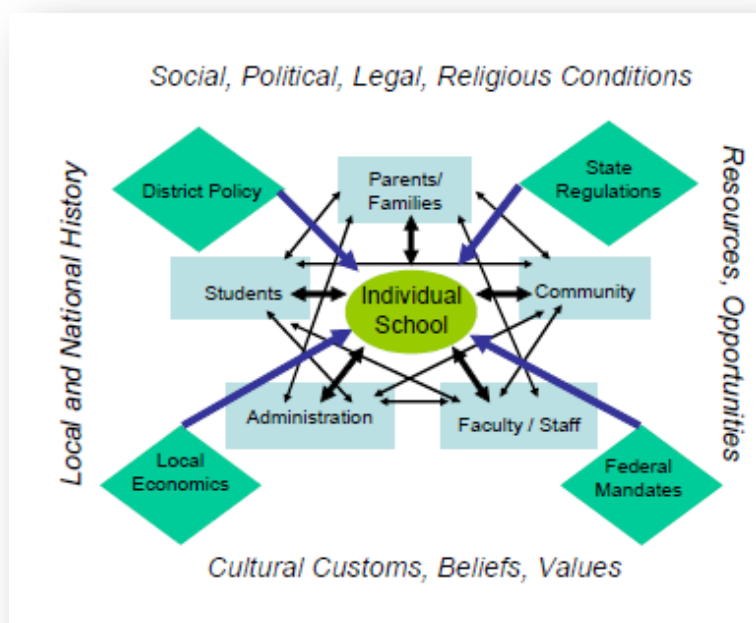 Social, Political, Legal, Religious Conditions
Local and National History
District Policy
Parents/
Families
State
Regulations
Resources, Opportunities
Students
Individual
School
Community
Administration
Faculty / Staff
Local
Economics
Federal
Mandates
Cultural Customs, Beliefs, Values